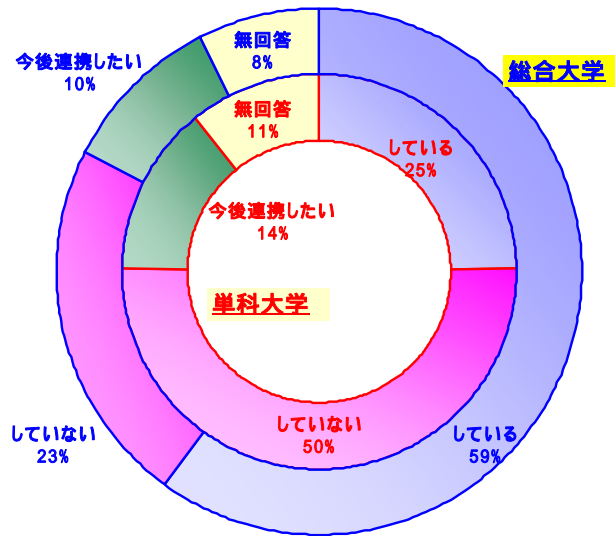 無回答
8%
今後連携したい
10%
総合大学
無回答
11%
している
25%
今後連携したい
14%
単科大学
していない
50%
していない
23%
している
59%